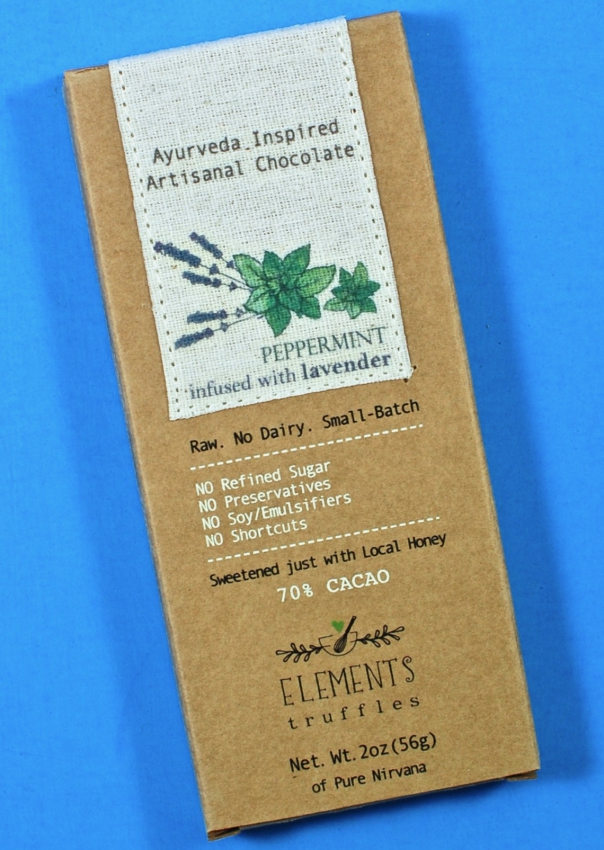 Ayurveda Inspired
Artisanal Chocolate
PEPPERMINT
infused with lavender
Raw. No Dairy. Small-Batch
NO Refined Sugar
NO Preservatives
NO Soy/Emulsifiers
NO Shortcuts
Sweetened just with Local Honey
70% CACAO
ELEMENTS
truffles
Net. Wt. 2oz(56g)
of Pure Nirvana